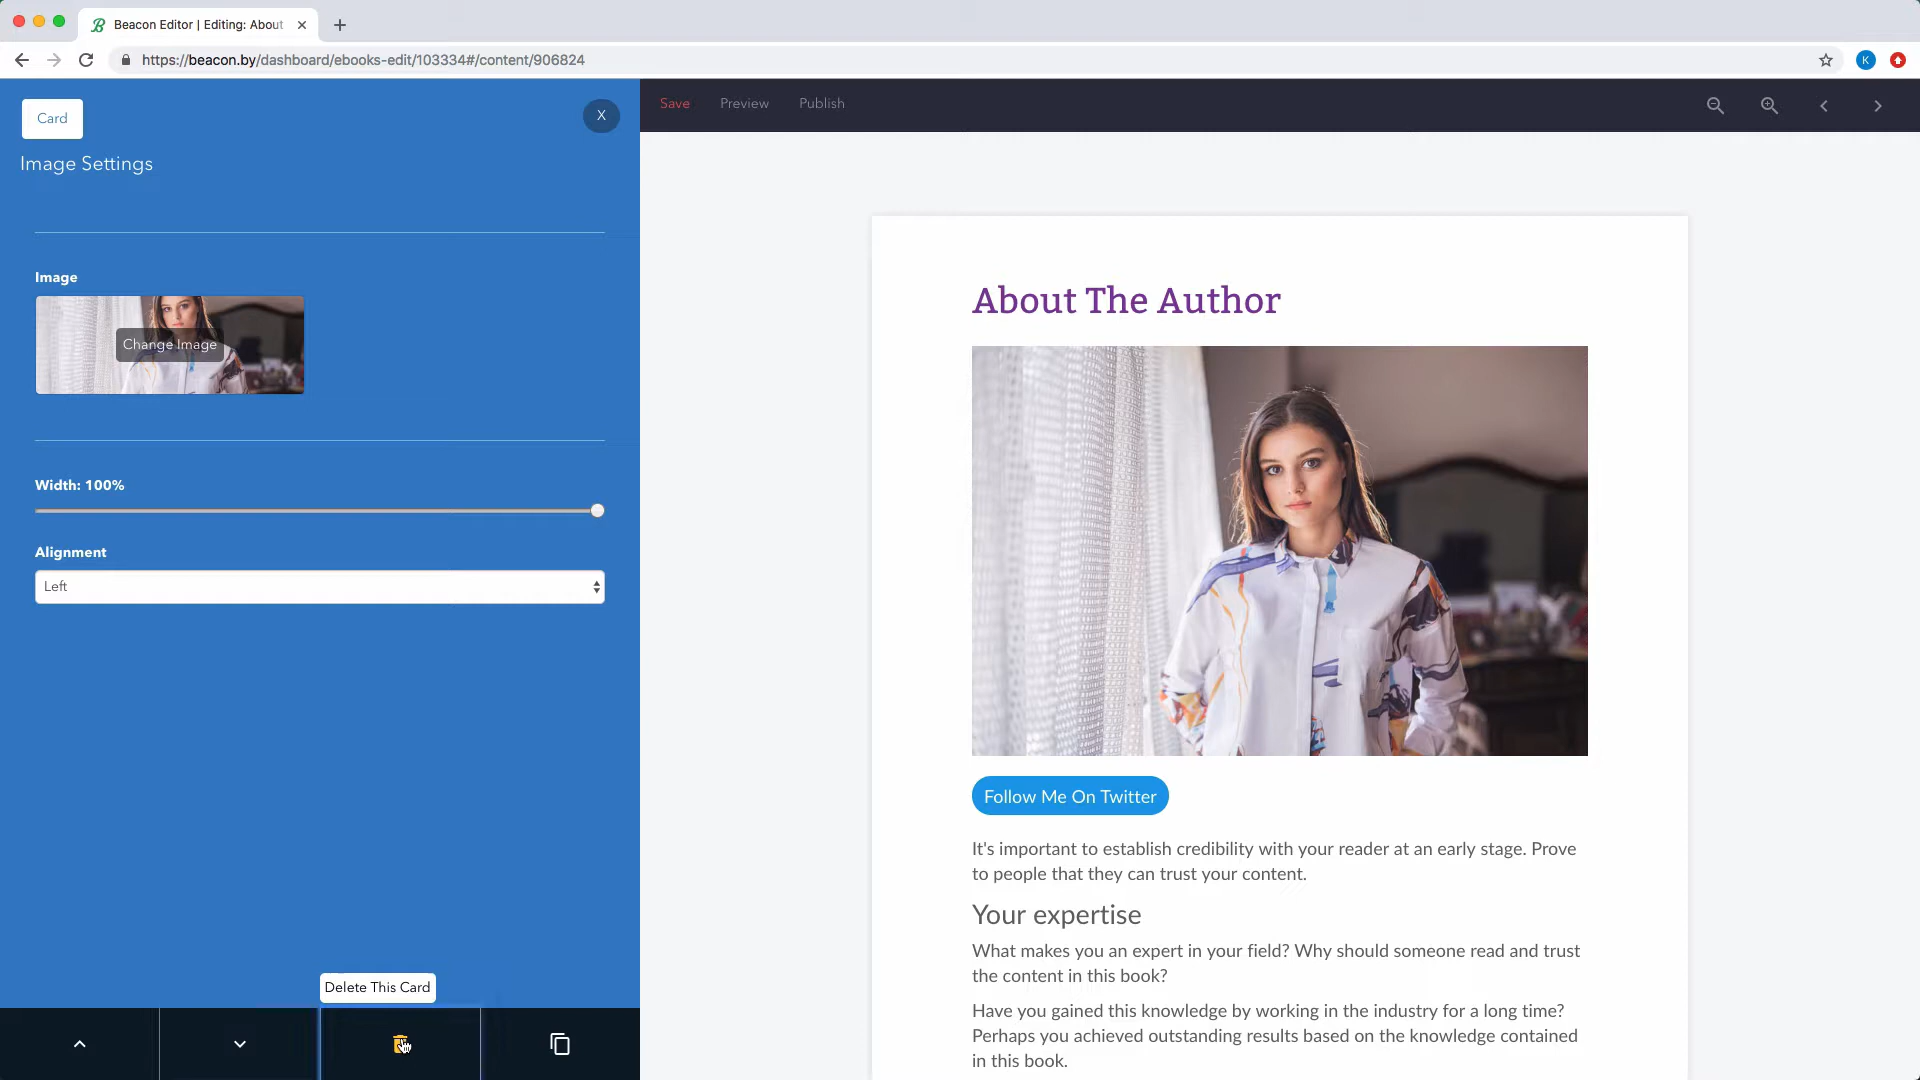 Beacon Editor | Editing: About
https://beacon.by/dashboard/ebooks-edit/103334#/content/906824
K
Card
X
Image Settings
Image
Change Image
Width: 100%
Alignment
Left
Delete This Card
Save Preview Publish
About The Author
Follow Me On Twitter
It's important to establish credibility with your reader at an early stage. Prove
to people that they can trust your content.
Your expertise
What makes you an expert in your field? Why should someone read and trust
the content in this book?
Have you gained this knowledge by working in the industry for a long time?
Perhaps you achieved outstanding results based on the knowledge contained
in this book.